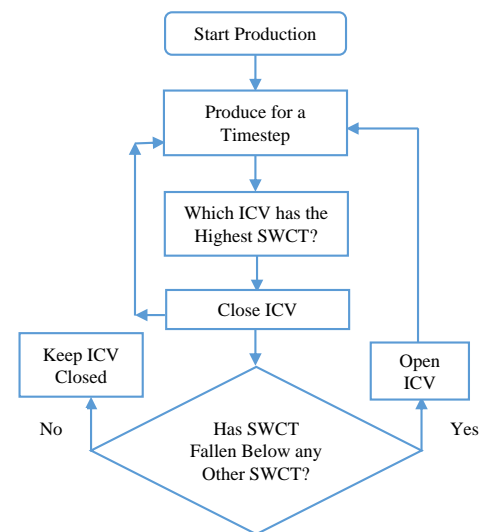 Start Production
Produce for a
Timestep
Which ICV has the
Highest SWCT?
Close ICV
Keep ICV
Closed
Open
ICV
No
Has SWCT
Fallen Below any
Other SWCT?
Yes